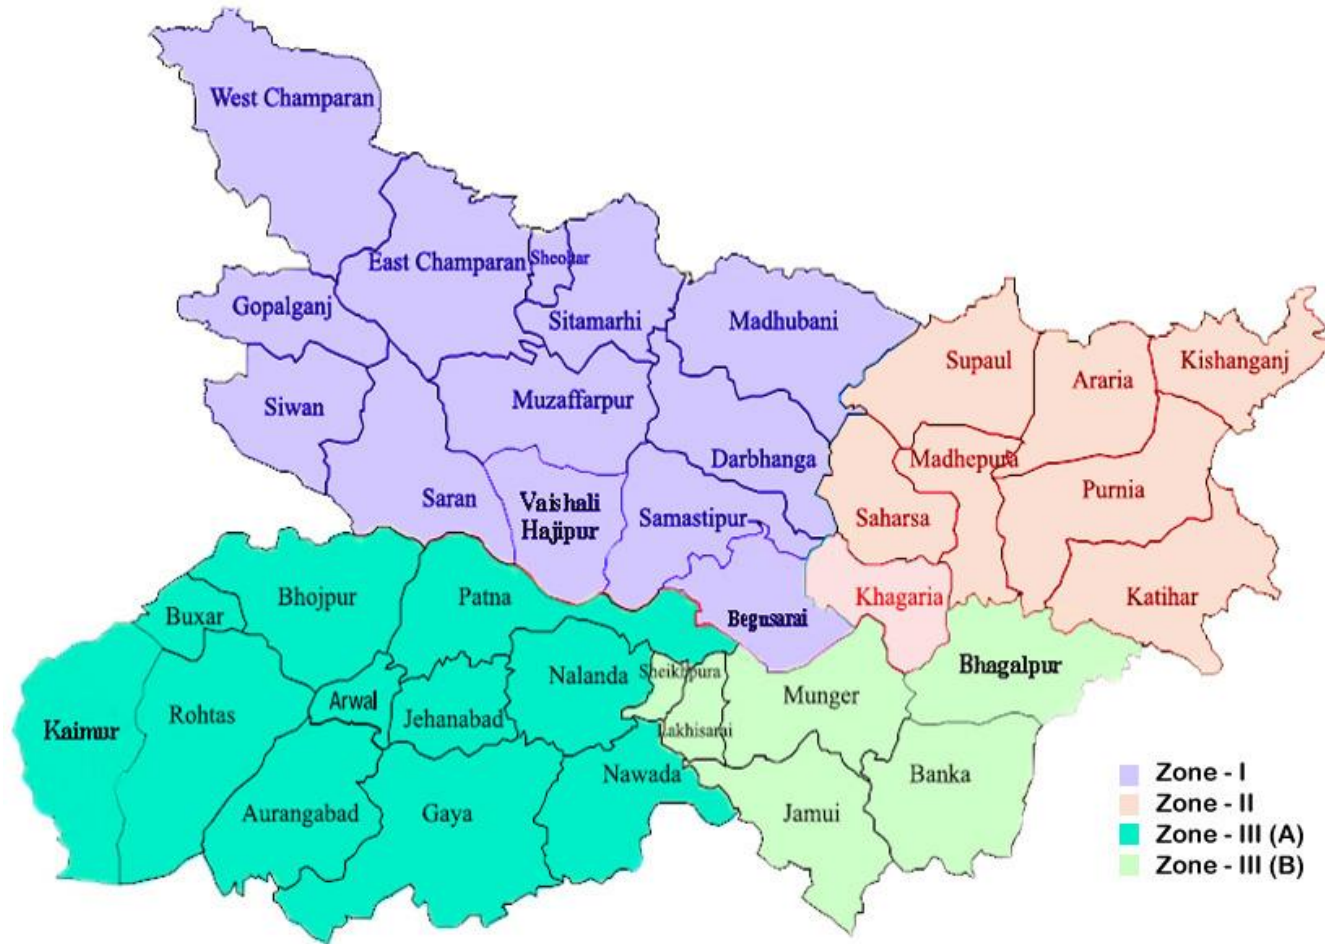 West Champaran
East Champaran
Sheohar
Gopalganj
Sitamarhi
Madhubani
Supaul
Araria
Kishanganj
Siwan
Muzaffarpur
Darbhanga
Madhepura
Purnia
Saran
Vaishali
Hajipur
Samastipur
Saharsa
Khagaria
Katihar
Begusarai
Bhojpur
Patna
Buxar
Nalanda
Sheikhpura
Munger
Bhagalpur
Kaimur
Rohtas
Arwal
Jehanabad
Lakhisarai
Nawada
Banka
Aurangabad
Gaya
Jamui
Zone - I
Zone - II
Zone - III (A)
Zone - III (B)